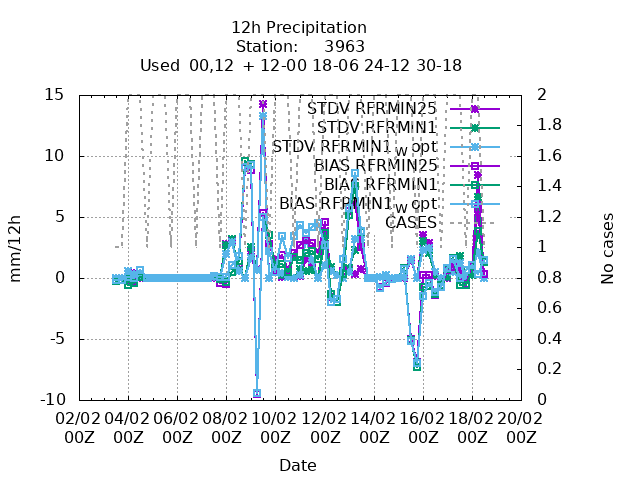 12h Precipitation
Station: 3963
Used 00,12 + 12-00 18-06 24-12 30-18
15
10
5
0
-5
-10
mm/12h
2
1.8
1.6
1.4
1.2
1
0.8
0.6
0.4
0.2
0
No cases
STDV RFRMIN25
STDV RFRMIN1
STDV RFRMIN1_w opt
BIAS RFRMIN25
BIAS RFRMIN1
BIAS RFRMIN1_w opt
CASES
02/02 04/02 06/02 08/02 10/02 12/02 14/02 16/02 18/02 20/02
00Z 00Z 00Z 00Z 00Z 00Z 00Z 00Z 00Z 00Z
Date